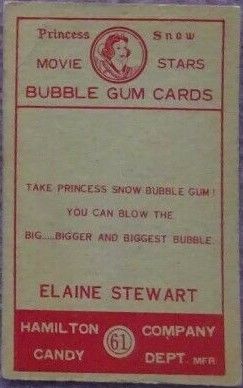 Princess Snow
MOVIE STARS
BUBBLE GUM CARDS
TAKE PRINCESS SNOW BUBBLE GUM!
YOU CAN BLOW THE
BIG.....BIGGER AND BIGGEST BUBBLE.
ELAINE STEWART
HAMILTON 61 COMPANY
CANDY DEPT. MFR